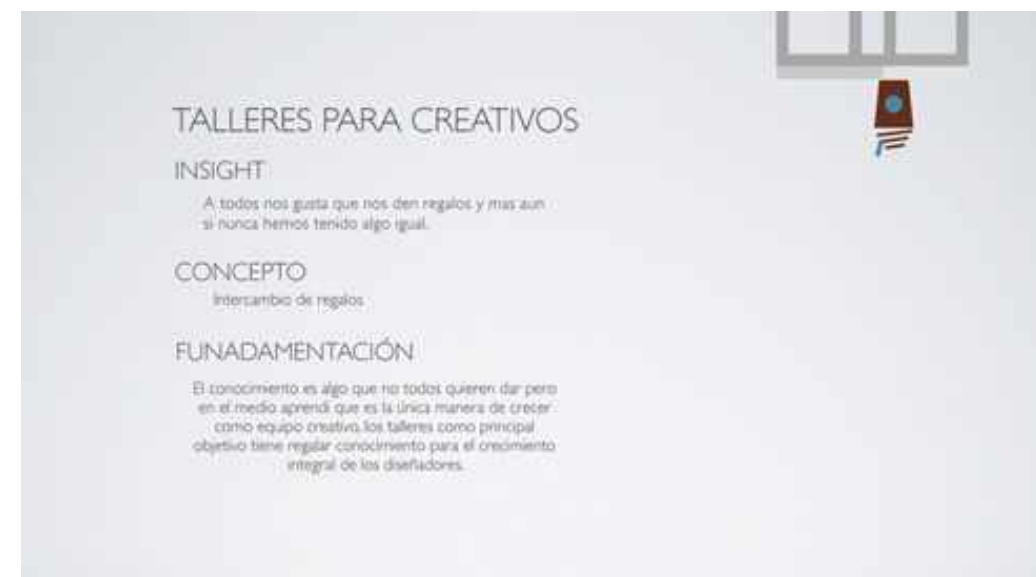 TALLERES PARA CREATIVOS
INSIGHT
A todos nos gusta que nos den regalos y mas aun
si nunca hemos tenido algo igual.
CONCEPTO
Intercambio de regalos
FUNADAMENTACIÓN
El conocimiento es algo que no todos quieren dar pero
en el medio aprendi que es la única manera de crecer
como equipo creativo, los talleres como principal
objetivo tiene regalar conocimiento para el crecimiento
integral de los diseñadores.